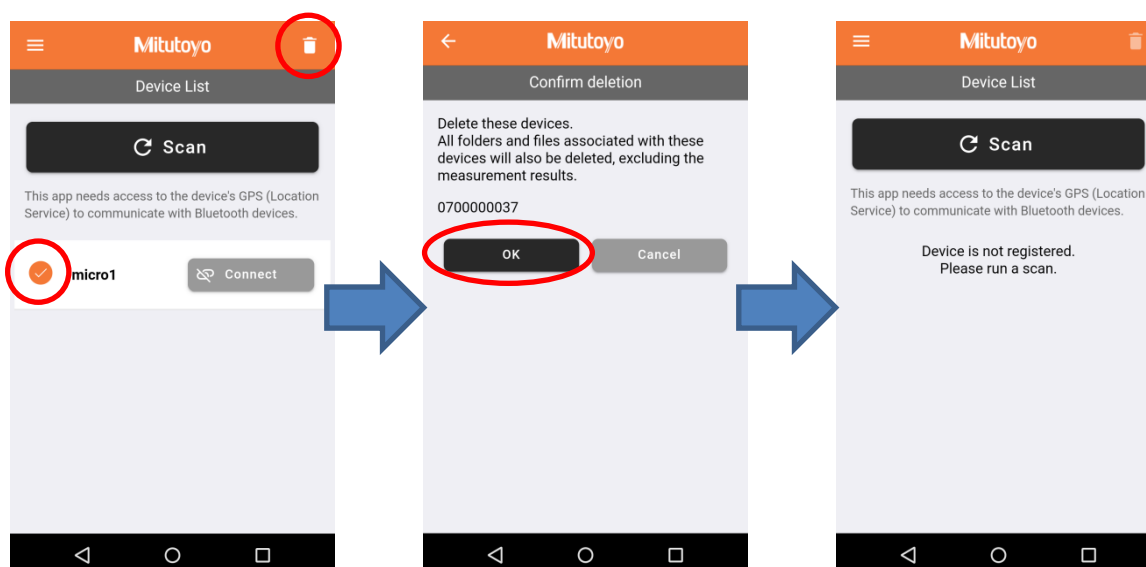 Mitutoyo
Device List
Scan
This app needs access to the device's GPS (Location
Service) to communicate with Bluetooth devices.
micro1
Connect
Mitutoyo
Confirm deletion
Delete these devices.
All folders and files associated with these
devices will also be deleted, excluding the
measurement results.
0700000037
OK
Cancel
Mitutoyo
Device List
Scan
This app needs access to the device's GPS (Location
Service) to communicate with Bluetooth devices.
Device is not registered.
Please run a scan.